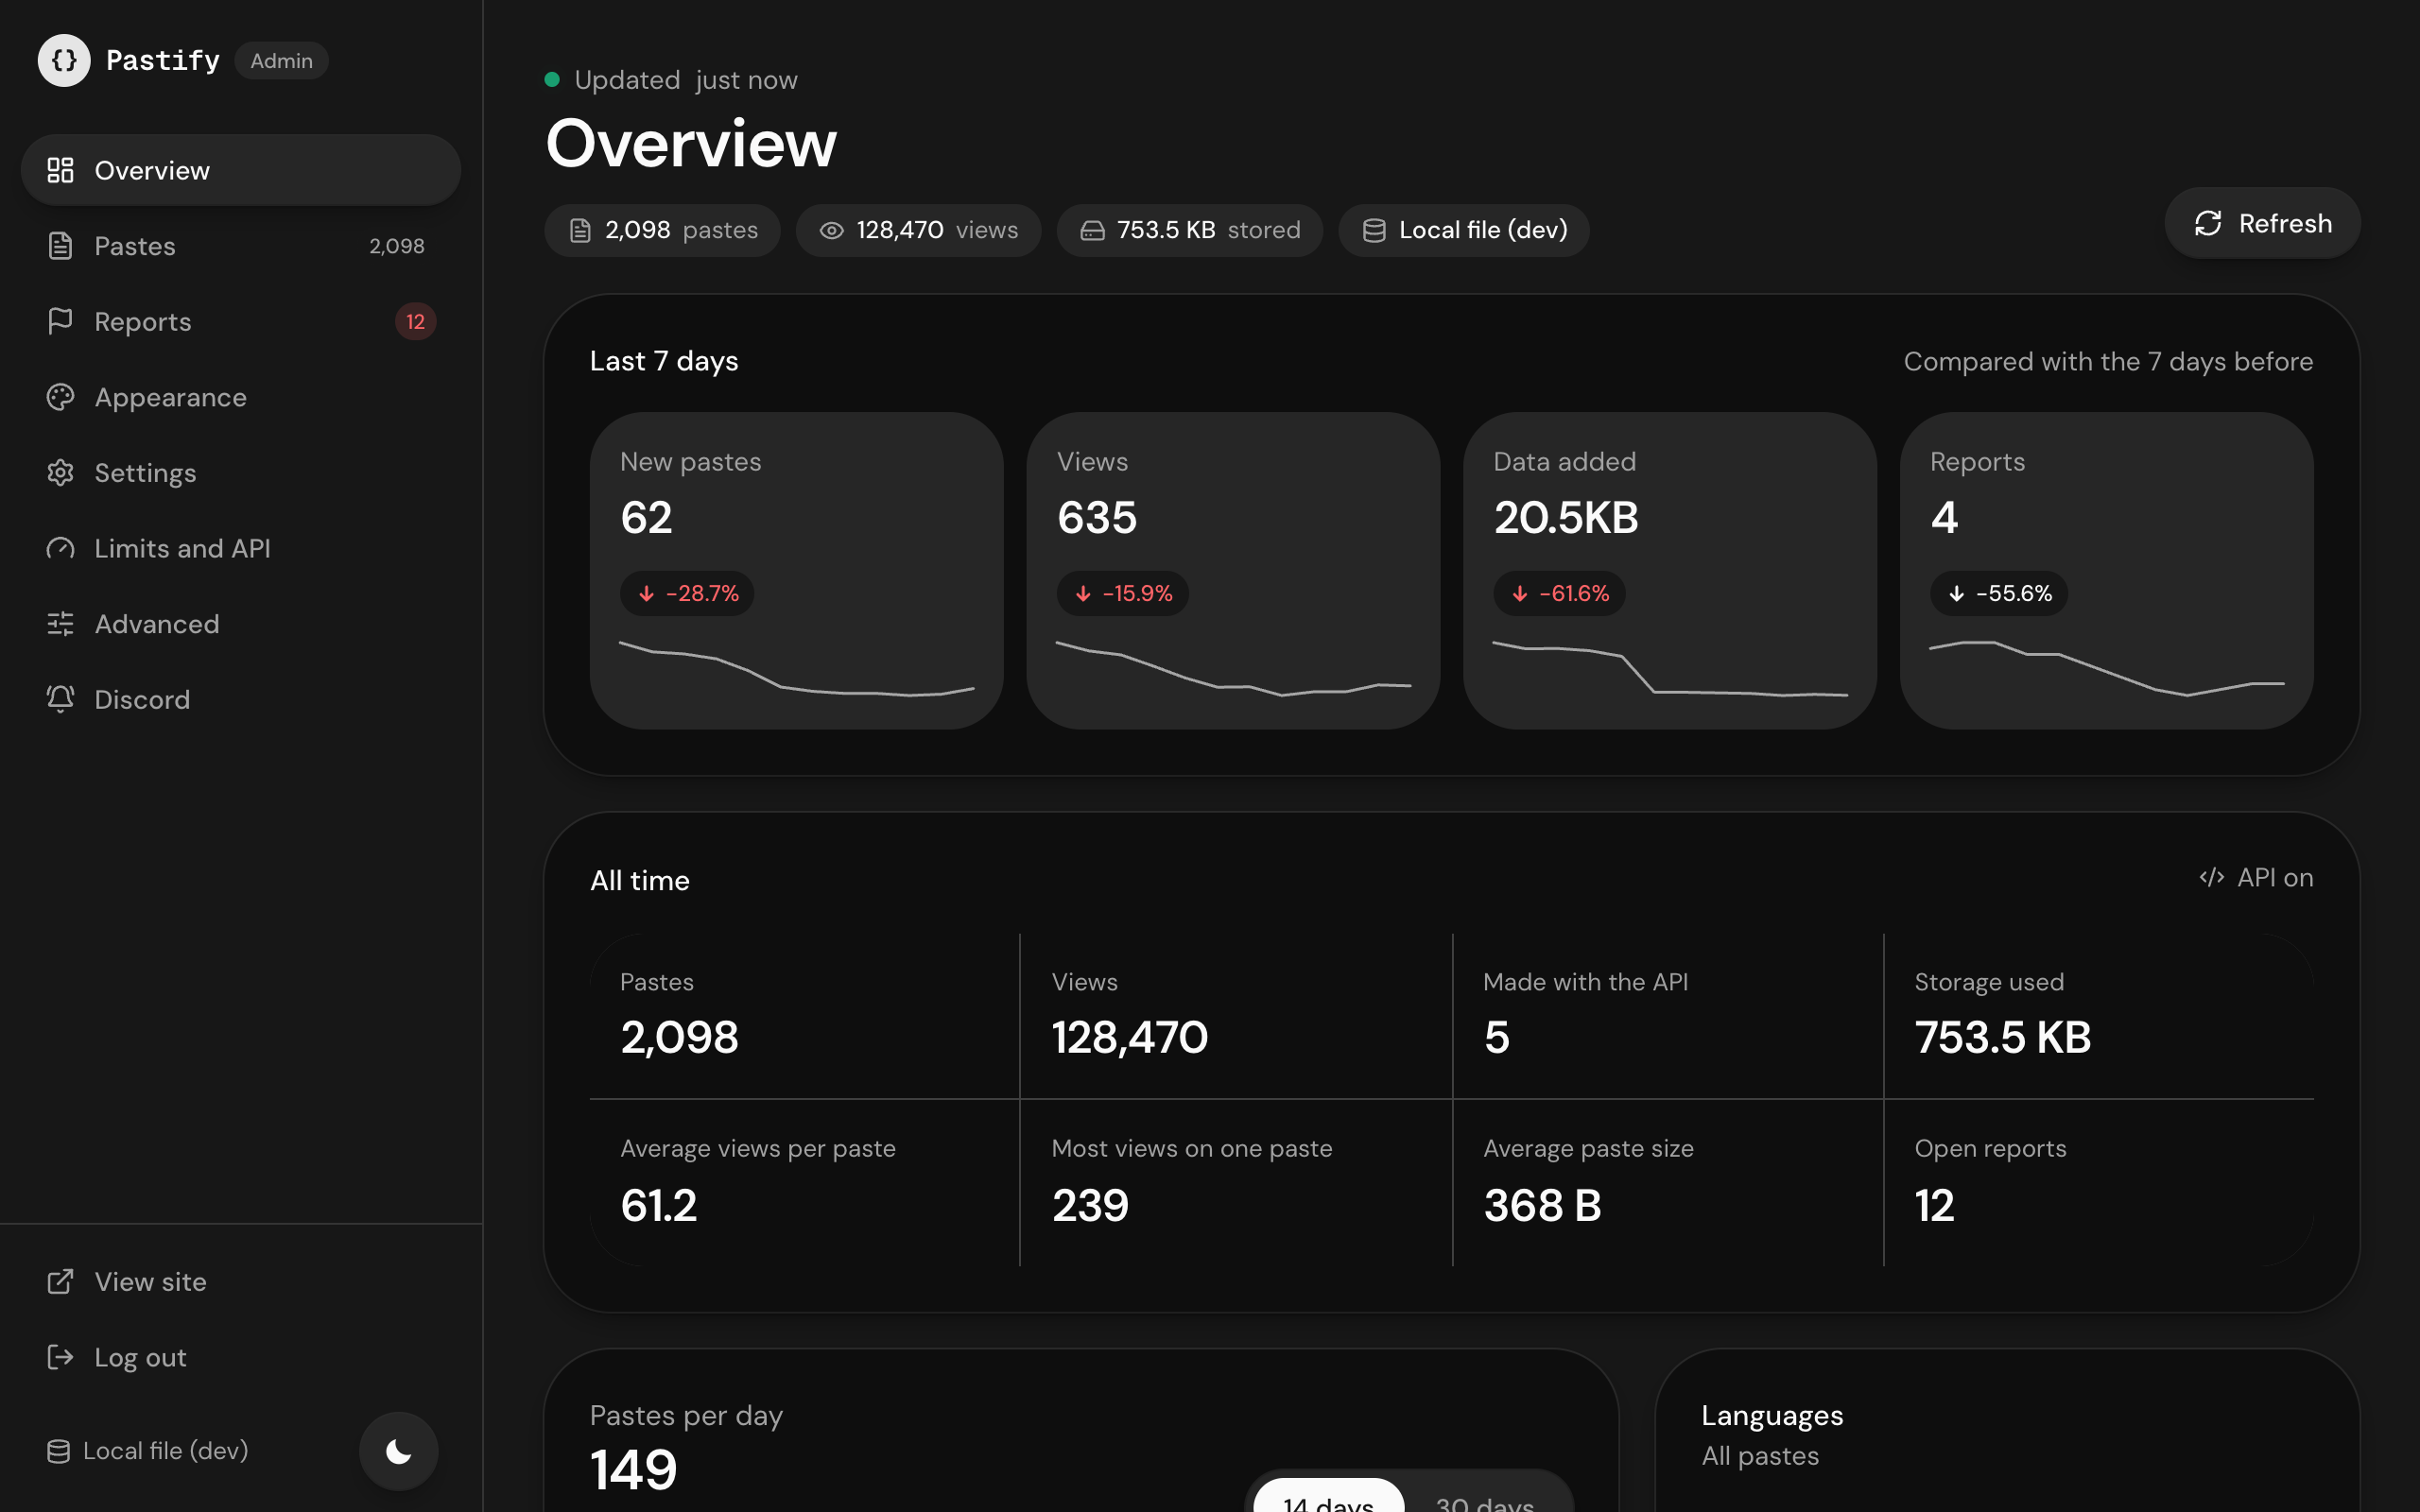 {} Pastify Admin
Overview
Pastes 2,098
Reports 12
Appearance
Settings
Limits and API
Advanced
Discord
View site
Log out
Local file (dev)
Updated just now
Overview
2,098 pastes 128,470 views 753.5 KB stored Local file (dev)
Refresh
Last 7 days
Compared with the 7 days before
New pastes
62
-28.7%
Views
635
-15.9%
Data added
20.5KB
-61.6%
Reports
4
-55.6%
All time
</> API on
Pastes
2,098
Views
128,470
Made with the API
5
Storage used
753.5 KB
Average views per paste
61.2
Most views on one paste
239
Average paste size
368 B
Open reports
12
Pastes per day
149
14 days 30 days
Languages
All pastes